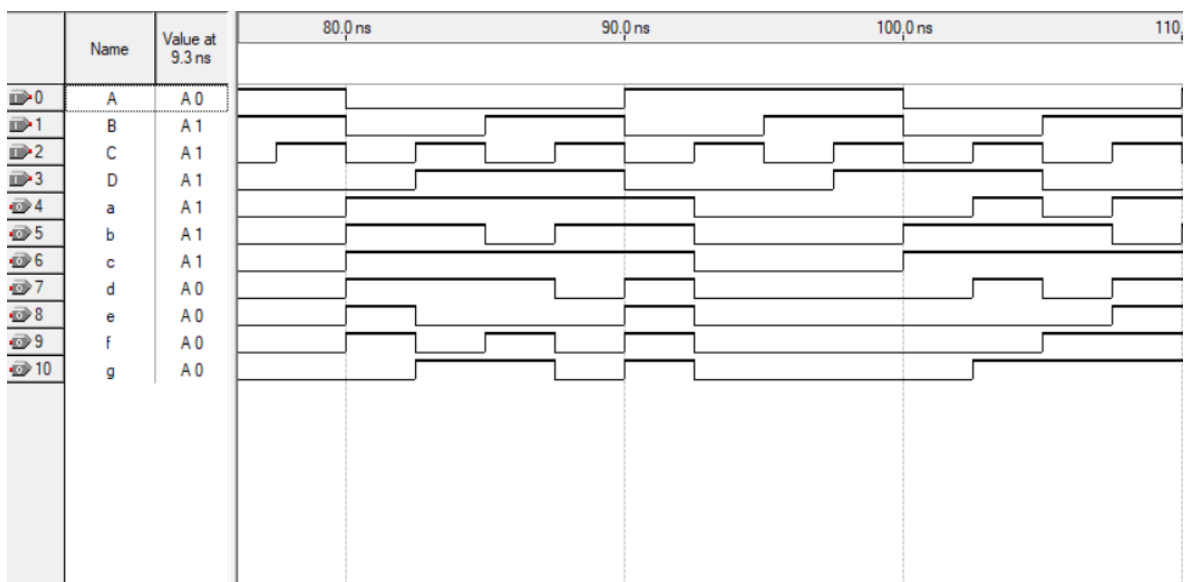 80.0 ns 90.0 ns 100.0 ns 110.
Name Value at 9.3 ns
0 A A 0
1 B A 1
2 C A 1
3 D A 1
4 a A 1
5 b A 1
6 c A 1
7 d A 0
8 e A 0
9 f A 0
10 g A 0